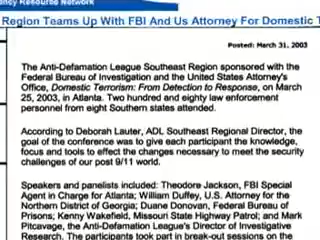 ncy Resource Network
Region Teams Up With FBI And Us Attorney For Domestic T
Posted: March 31, 2003
The Anti-Defamation League Southeast Region sponsored with the
Federal Bureau of Investigation and the United States Attorney's
Office, Domestic Terrorism: From Detection to Response, on March
25, 2003, in Atlanta. Two hundred and eighty law enforcement
personnel from eight Southern states attended.
According to Deborah Lauter, ADL Southeast Regional Director, the
goal of the conference was to give each participant the knowledge,
focus and tools to effect the changes necessary to meet the security
challenges of our post 9/11 world.
Speakers and panelists included: Theodore Jackson, FBI Special
Agent in Charge for Atlanta; William Duffey, U.S. Attorney for the
Northern District of Georgia; Duane Donovan, Federal Bureau of
Prisons; Kenny Wakefield, Missouri State Highway Patrol; and Mark
Pitcavage, the Anti-Defamation League's Director of Investigative
Research. The participants took part in break-out sessions on the